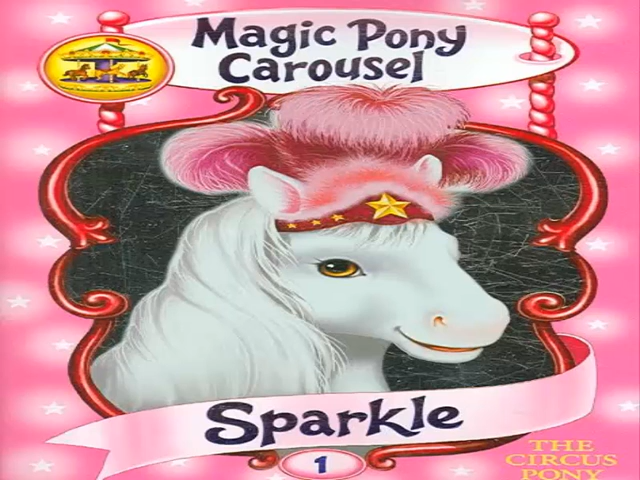 Magic Pony
Carousel
Sparkle
1
THE
CIRCUS
PONY